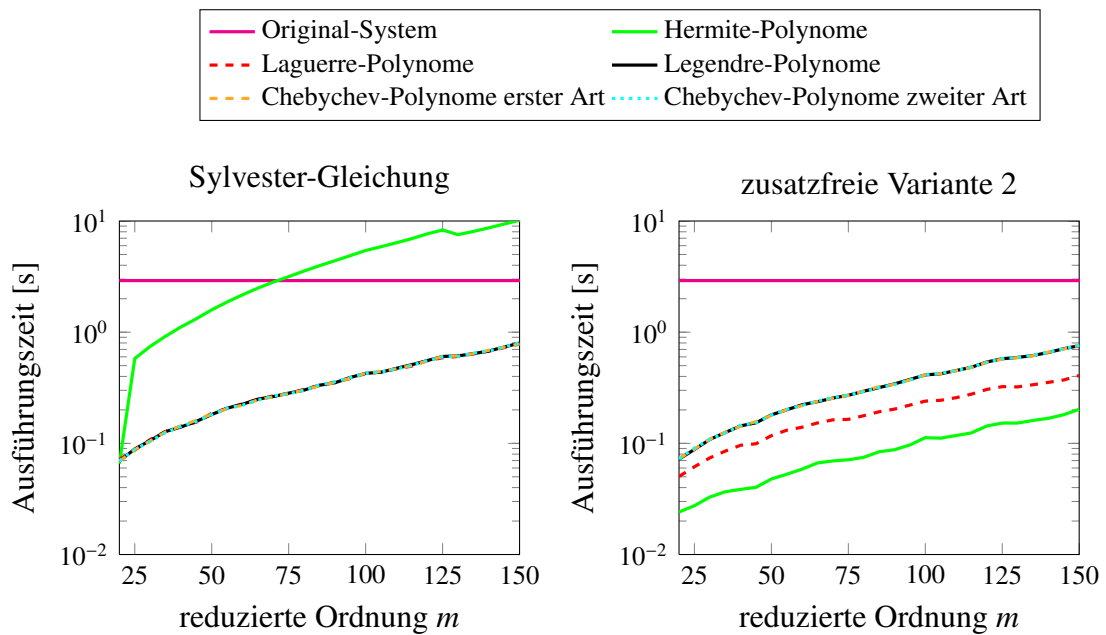 Original-System
Hermite-Polynome
Laguerre-Polynome
Legendre-Polynome
Chebychev-Polynome erster Art
Chebychev-Polynome zweiter Art
Sylvester-Gleichung
10^1
10^0
10^−1
10^−2
Ausführungszeit [s]
25 50 75 100 125 150
reduzierte Ordnung m
zusatzfreie Variante 2
10^1
10^0
10^−1
10^−2
Ausführungszeit [s]
25 50 75 100 125 150
reduzierte Ordnung m